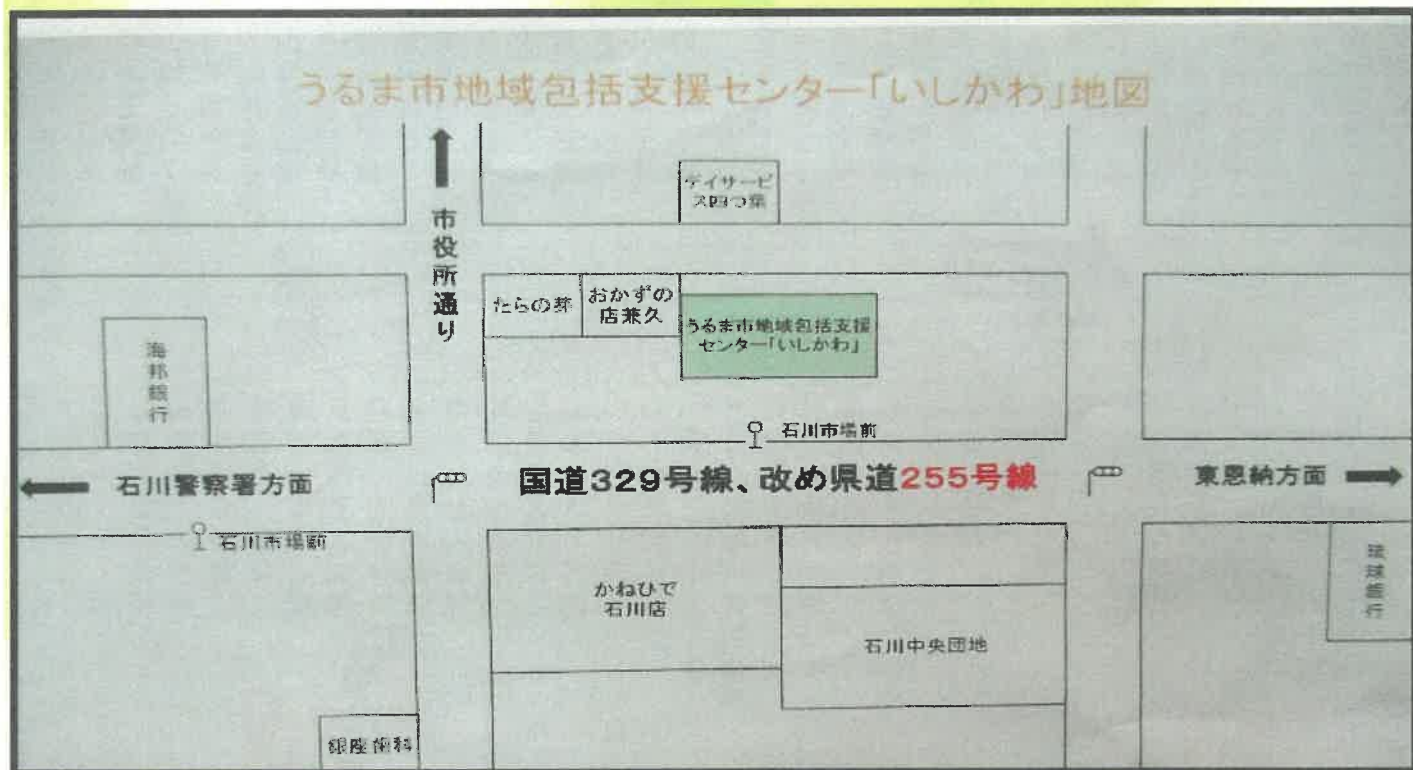 うるま市地域包括支援センター「いしかわ」地図
デイサービ
ス四つ葉
市役所通り
たらの芽
おかずの
店兼久
うるま市地域包括支援
センター「いしかわ」
海邦銀行
石川市場前
石川警察署方面
国道329号線、改め県道255号線
東恩納方面
石川市場前
かねひで
石川店
石川中央団地
琉球銀行
銀座歯科